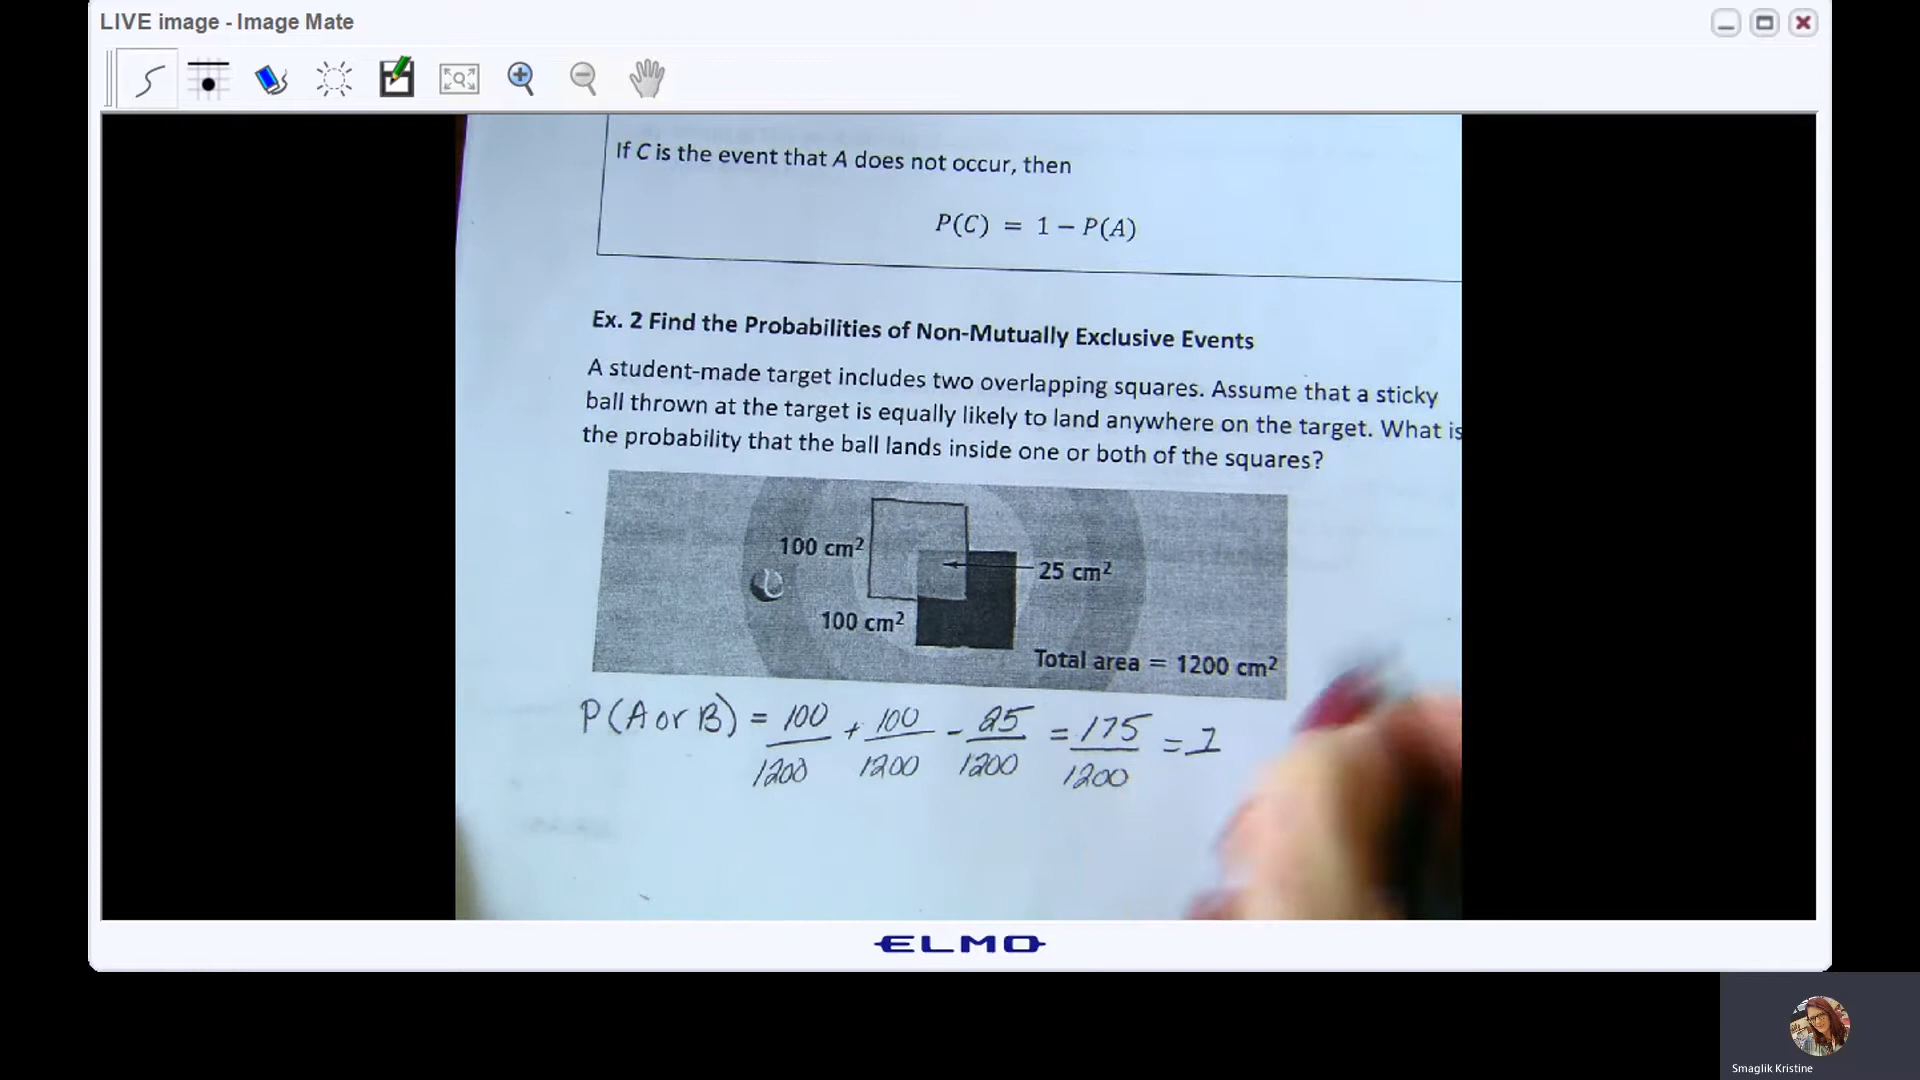 LIVE image - Image Mate
If C is the event that A does not occur, then
P(C) = 1 – P(A)
Ex. 2 Find the Probabilities of Non-Mutually Exclusive Events
A student-made target includes two overlapping squares. Assume that a sticky
ball thrown at the target is equally likely to land anywhere on the target. What is
the probability that the ball lands inside one or both of the squares?
100 cm²
25 cm²
100 cm²
Total area = 1200 cm²
P(A or B) = 100/1200 + 100/1200 - 25/1200 = 175/1200 = 7
ELMO
Smaglik Kristine